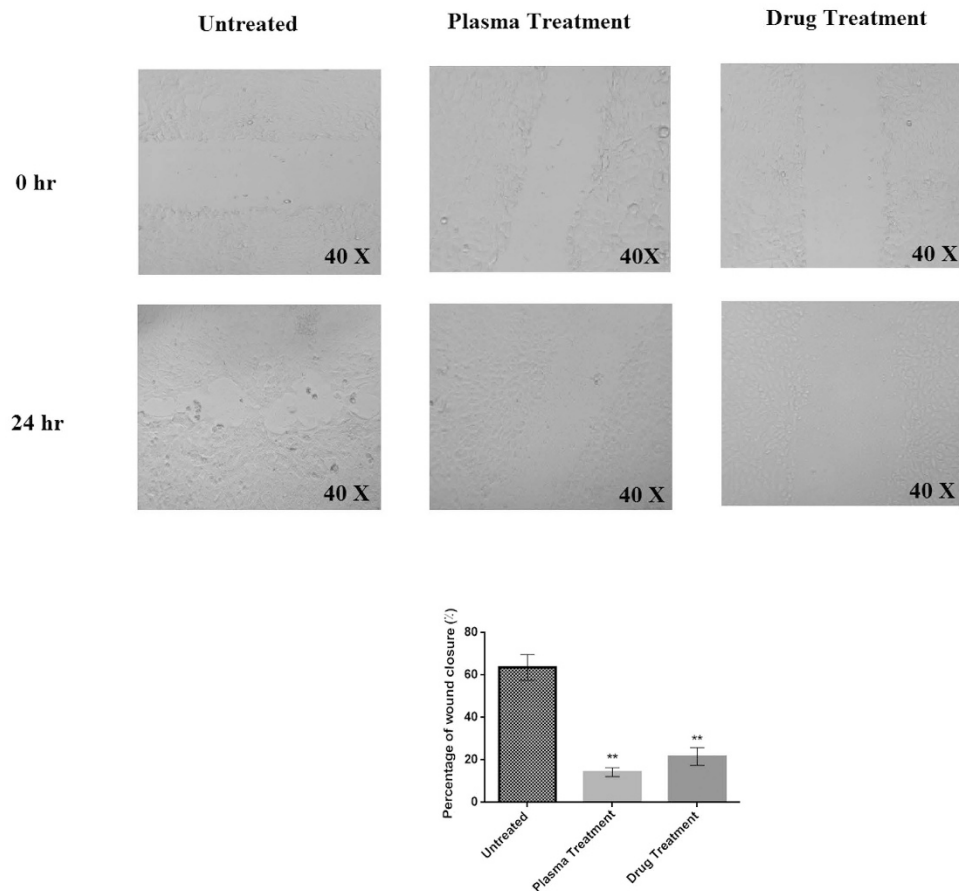 Untreated
Plasma Treatment
Drug Treatment
0 hr
40 X
40X
40 X
24 hr
40 X
40 X
40 X
Percentage of wound closure (%)
80
60
40
20
0
**
**
Untreated
Plasma Treatment
Drug Treatment